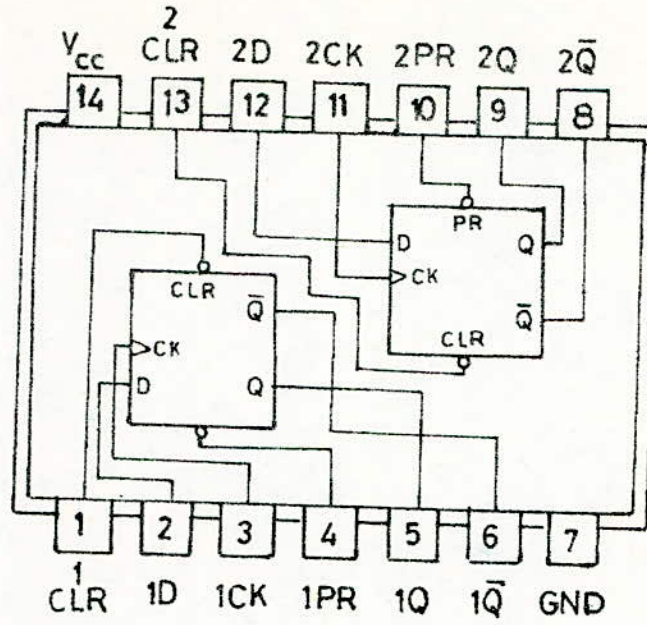 2
V_CC CLR 2D 2CK 2PR 2Q 2Q̅
14 13 12 11 10 9 8
PR
D Q
CK
Q̅
CLR
CLR
Q̅
CK
D Q
1 2 3 4 5 6 7
1
CLR 1D 1CK 1PR 1Q 1Q̅ GND